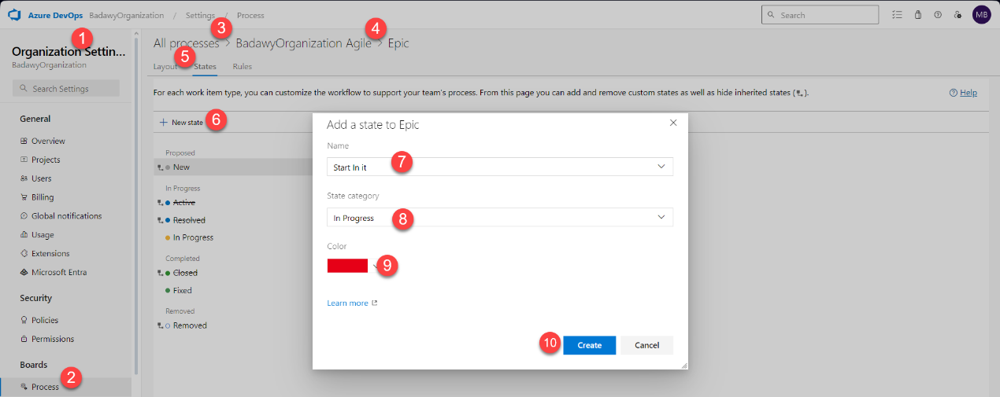 Azure DevOps BadawyOrganization / Settings / Process
Search
MB
1
3
4
Organization Settin...
BadawyOrganization
Search Settings
General
Overview
Projects
Users
Billing
Global notifications
Usage
Extensions
Microsoft Entra
Security
Policies
Permissions
Boards
2
Process
All processes > BadawyOrganization Agile > Epic
5
Layout States Rules
For each work item type, you can customize the workflow to support your team's process. From this page you can add and remove custom states as well as hide inherited states ( ).
Help
New state
6
Proposed
New
In Progress
Active
Resolved
In Progress
Completed
Closed
Fixed
Removed
Removed
Add a state to Epic
Name
Start In it
7
State category
In Progress
8
Color
9
Learn more
10
Create Cancel